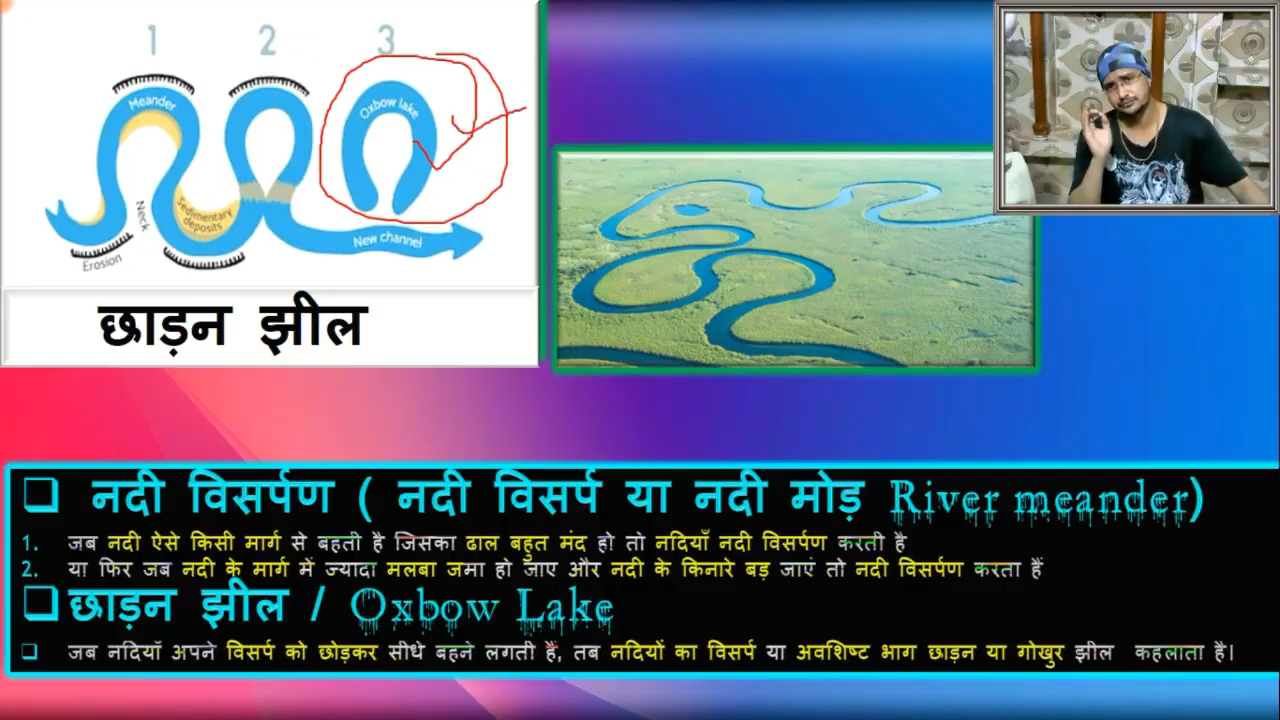 1 2 3
Meander
Oxbow lake
Neck
Sedimentary
deposits
New channel
Erosion
छाड़न झील
❑ नदी विसर्पण ( नदी विसर्प या नदी मोड़ River meander)
1. जब नदी ऐसे किसी मार्ग से बहती है जिसका ढाल बहुत मंद हो तो नदियाँ नदी विसर्पण करती है
2. या फिर जब नदी के मार्ग में ज्यादा मलबा जमा हो जाए और नदी के किनारे बड़ जाएं तो नदी विसर्पण करता हैं
❑ छाड़न झील / Oxbow Lake
❑ जब नदियाँ अपने विसर्प को छोड़कर सीधे बहने लगती हैं, तब नदियों का विसर्प या अवशिष्ट भाग छाड़न या गोखुर झील कहलाता है।